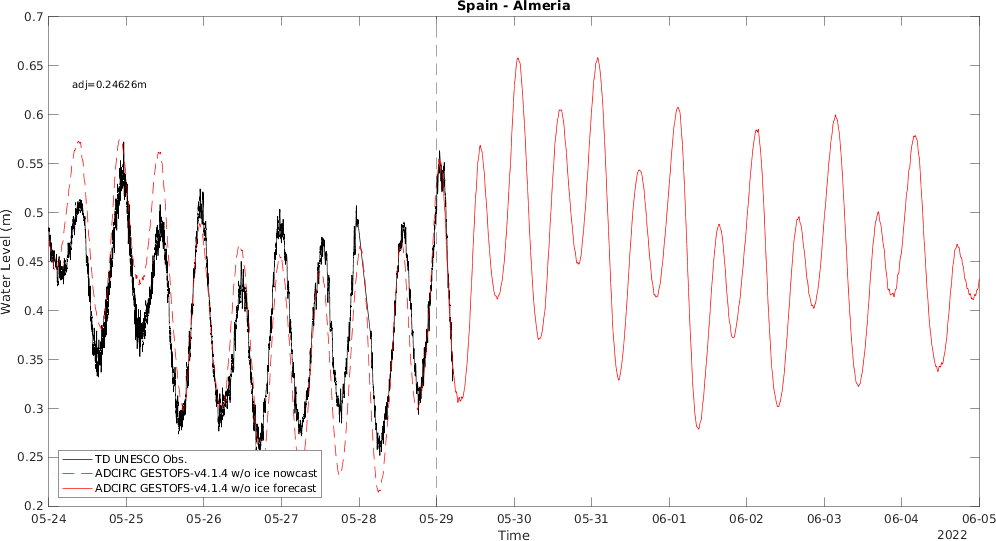 Spain - Almeria
0.7
0.65
adj=0.24626m
0.6
0.55
0.5
0.45
0.4
0.35
0.3
0.25
0.2
Water Level (m)
TD UNESCO Obs.
ADCIRC GESTOFS-v4.1.4 w/o ice nowcast
ADCIRC GESTOFS-v4.1.4 w/o ice forecast
05-24 05-25 05-26 05-27 05-28 05-29 05-30 05-31 06-01 06-02 06-03 06-04 06-05
Time
2022